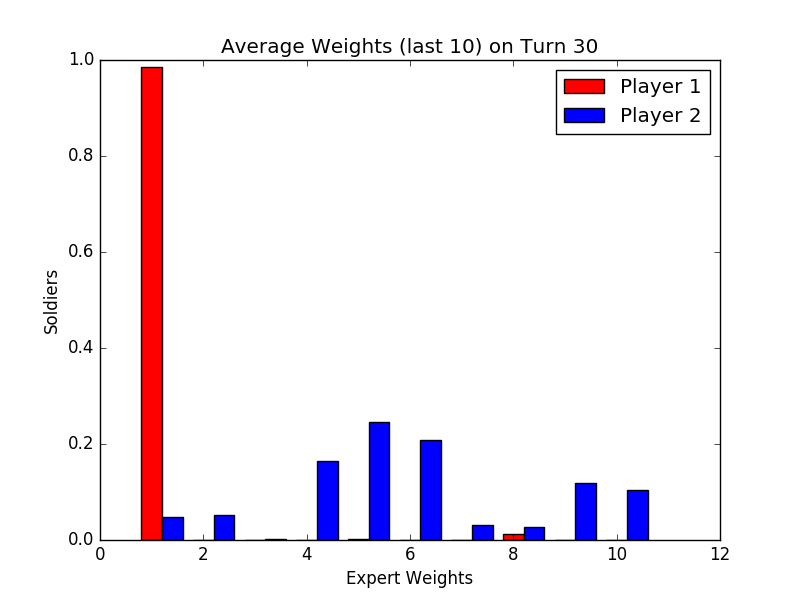 Average Weights (last 10) on Turn 30
1.0
0.8
0.6
0.4
0.2
0.0
Soldiers
Player 1
Player 2
0 2 4 6 8 10 12
Expert Weights